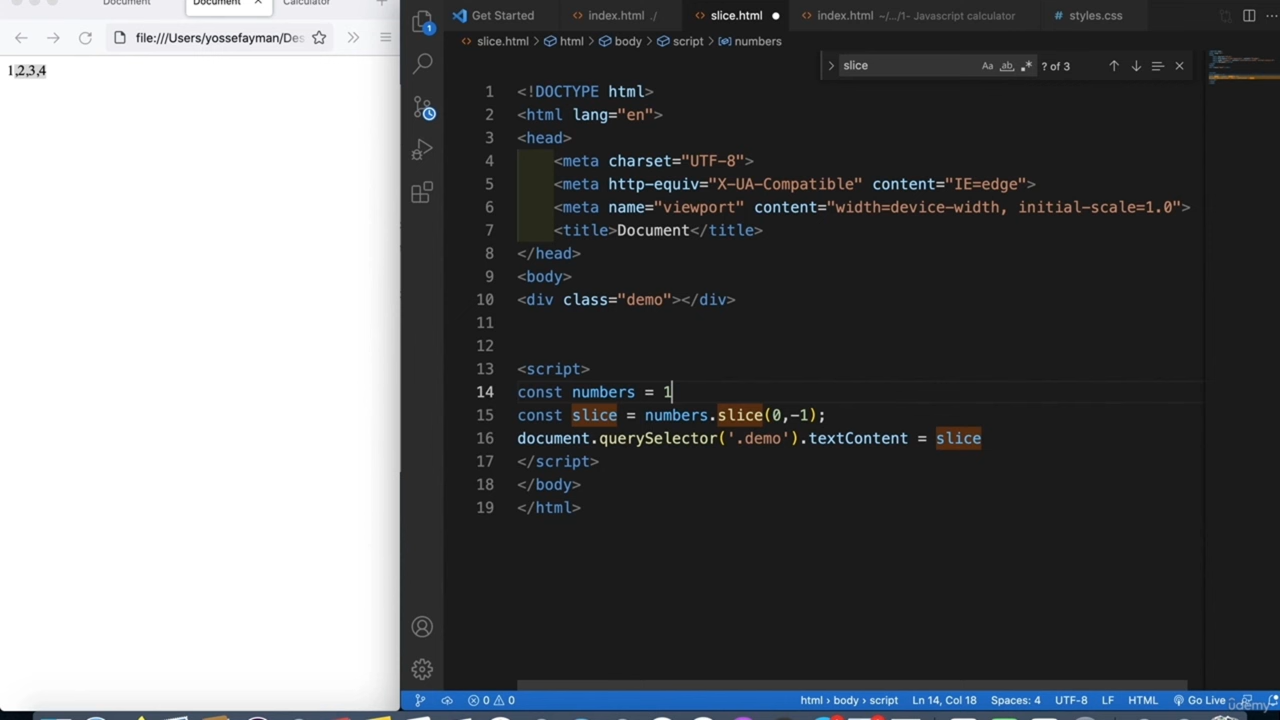 Document
Document
Calculator
file:///Users/yossefayman/Des
1,2,3,4
Get Started
index.html ./
slice.html
index.html ~/.../1- Javascript calculator
styles.css
slice.html > html > body > script > numbers
slice
? of 3
1 <!DOCTYPE html>
2 <html lang="en">
3 <head>
4 <meta charset="UTF-8">
5 <meta http-equiv="X-UA-Compatible" content="IE=edge">
6 <meta name="viewport" content="width=device-width, initial-scale=1.0">
7 <title>Document</title>
8 </head>
9 <body>
10 <div class="demo"></div>
11
12
13 <script>
14 const numbers = 1
15 const slice = numbers.slice(0,-1);
16 document.querySelector('.demo').textContent = slice
17 </script>
18 </body>
19 </html>
0 0 html > body > script Ln 14, Col 18 Spaces: 4 UTF-8 LF HTML Go Live
udemy